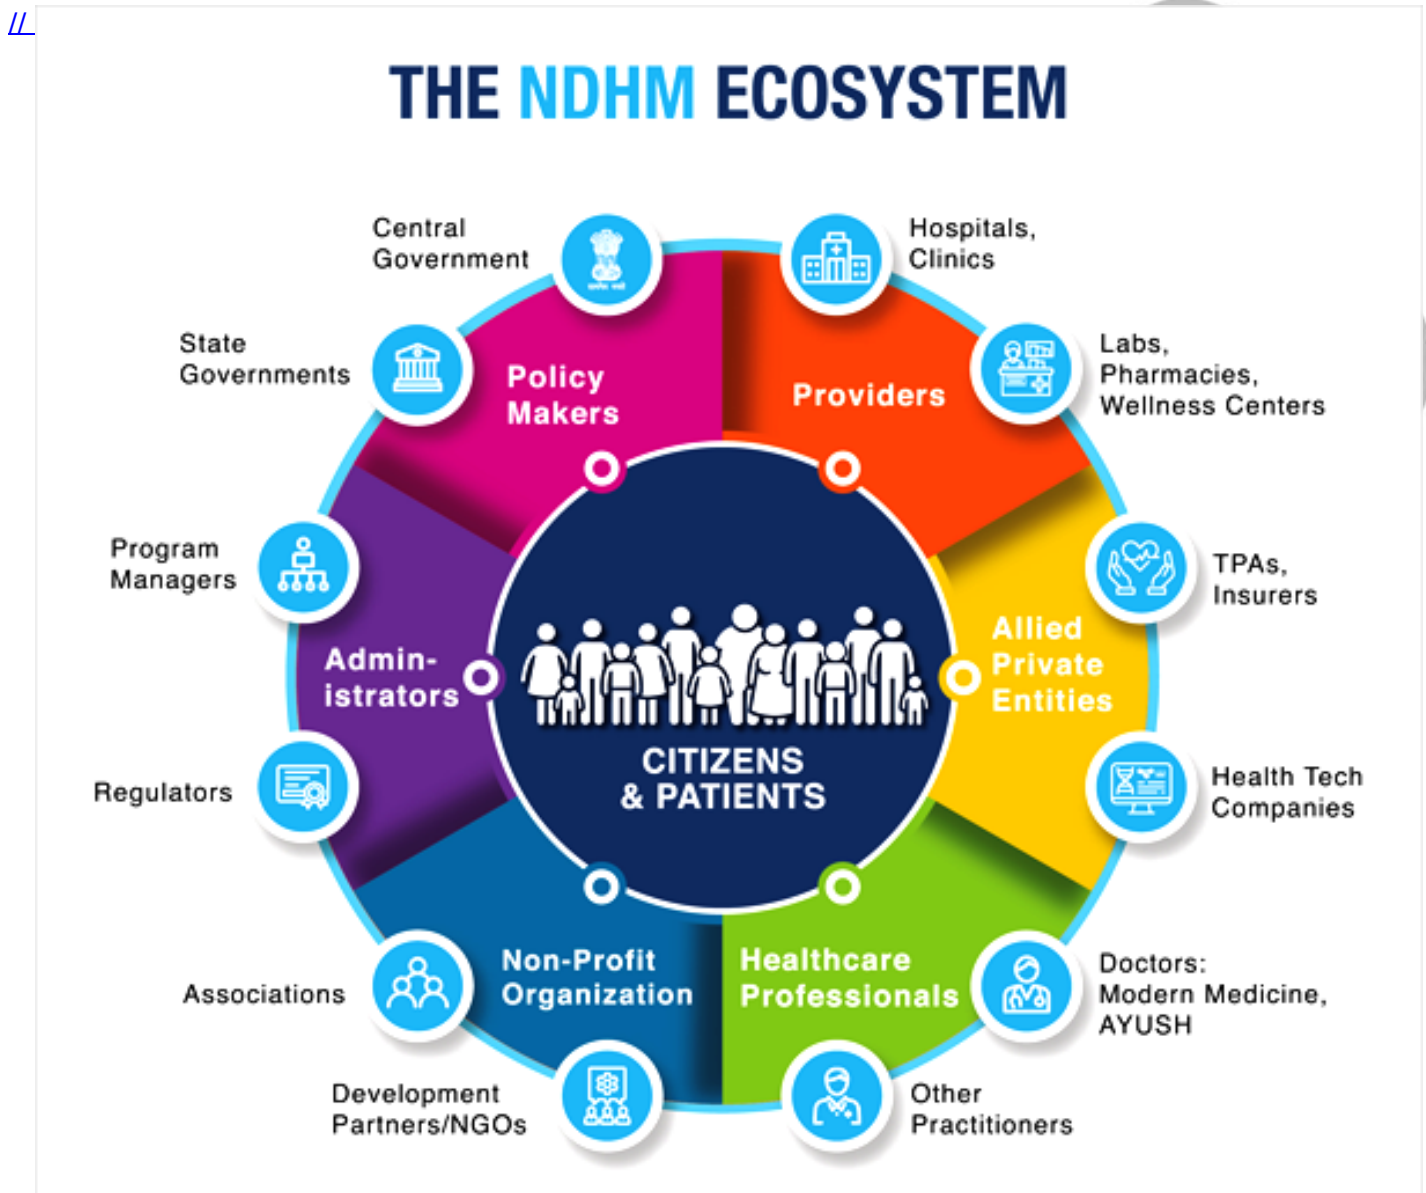 //
THE NDHM ECOSYSTEM
Central
Government
Hospitals,
Clinics
State
Governments
Labs,
Pharmacies,
Wellness Centers
Policy
Makers
Providers
Program
Managers
TPAs,
Insurers
Admin-
istrators
Allied
Private
Entities
CITIZENS
& PATIENTS
Regulators
Health Tech
Companies
Non-Profit
Organization
Healthcare
Professionals
Associations
Doctors:
Modern Medicine,
AYUSH
Development
Partners/NGOs
Other
Practitioners